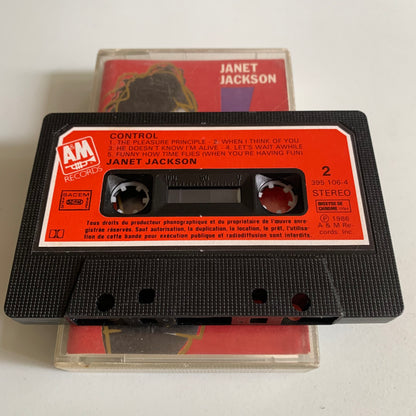 JANET
JACKSON
CONTROL
1. THE PLEASURE PRINCIPLE - 2. WHEN I THINK OF YOU
3. HE DOESN'T KNOW I'M ALIVE - 4. LET'S WAIT AWHILE
5. FUNNY HOW TIME FLIES (WHEN YOU'RE HAVING FUN)
JANET JACKSON
A&M
RECORDS
SACEM
2
395 106-4
STEREO
℗ 1986
A & M Re-
cords Inc.
Tous droits du producteur phonographique et du propriétaire de l'œuvre enre-
gistrée réservés. Sauf autorisation, la duplication, la location, le prêt, l'utilisa-
tion de cette bande pour exécution publique et radiodiffusion sont interdits.